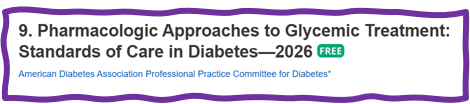 9. Pharmacologic Approaches to Glycemic Treatment:
Standards of Care in Diabetes—2026 FREE
American Diabetes Association Professional Practice Committee for Diabetes*